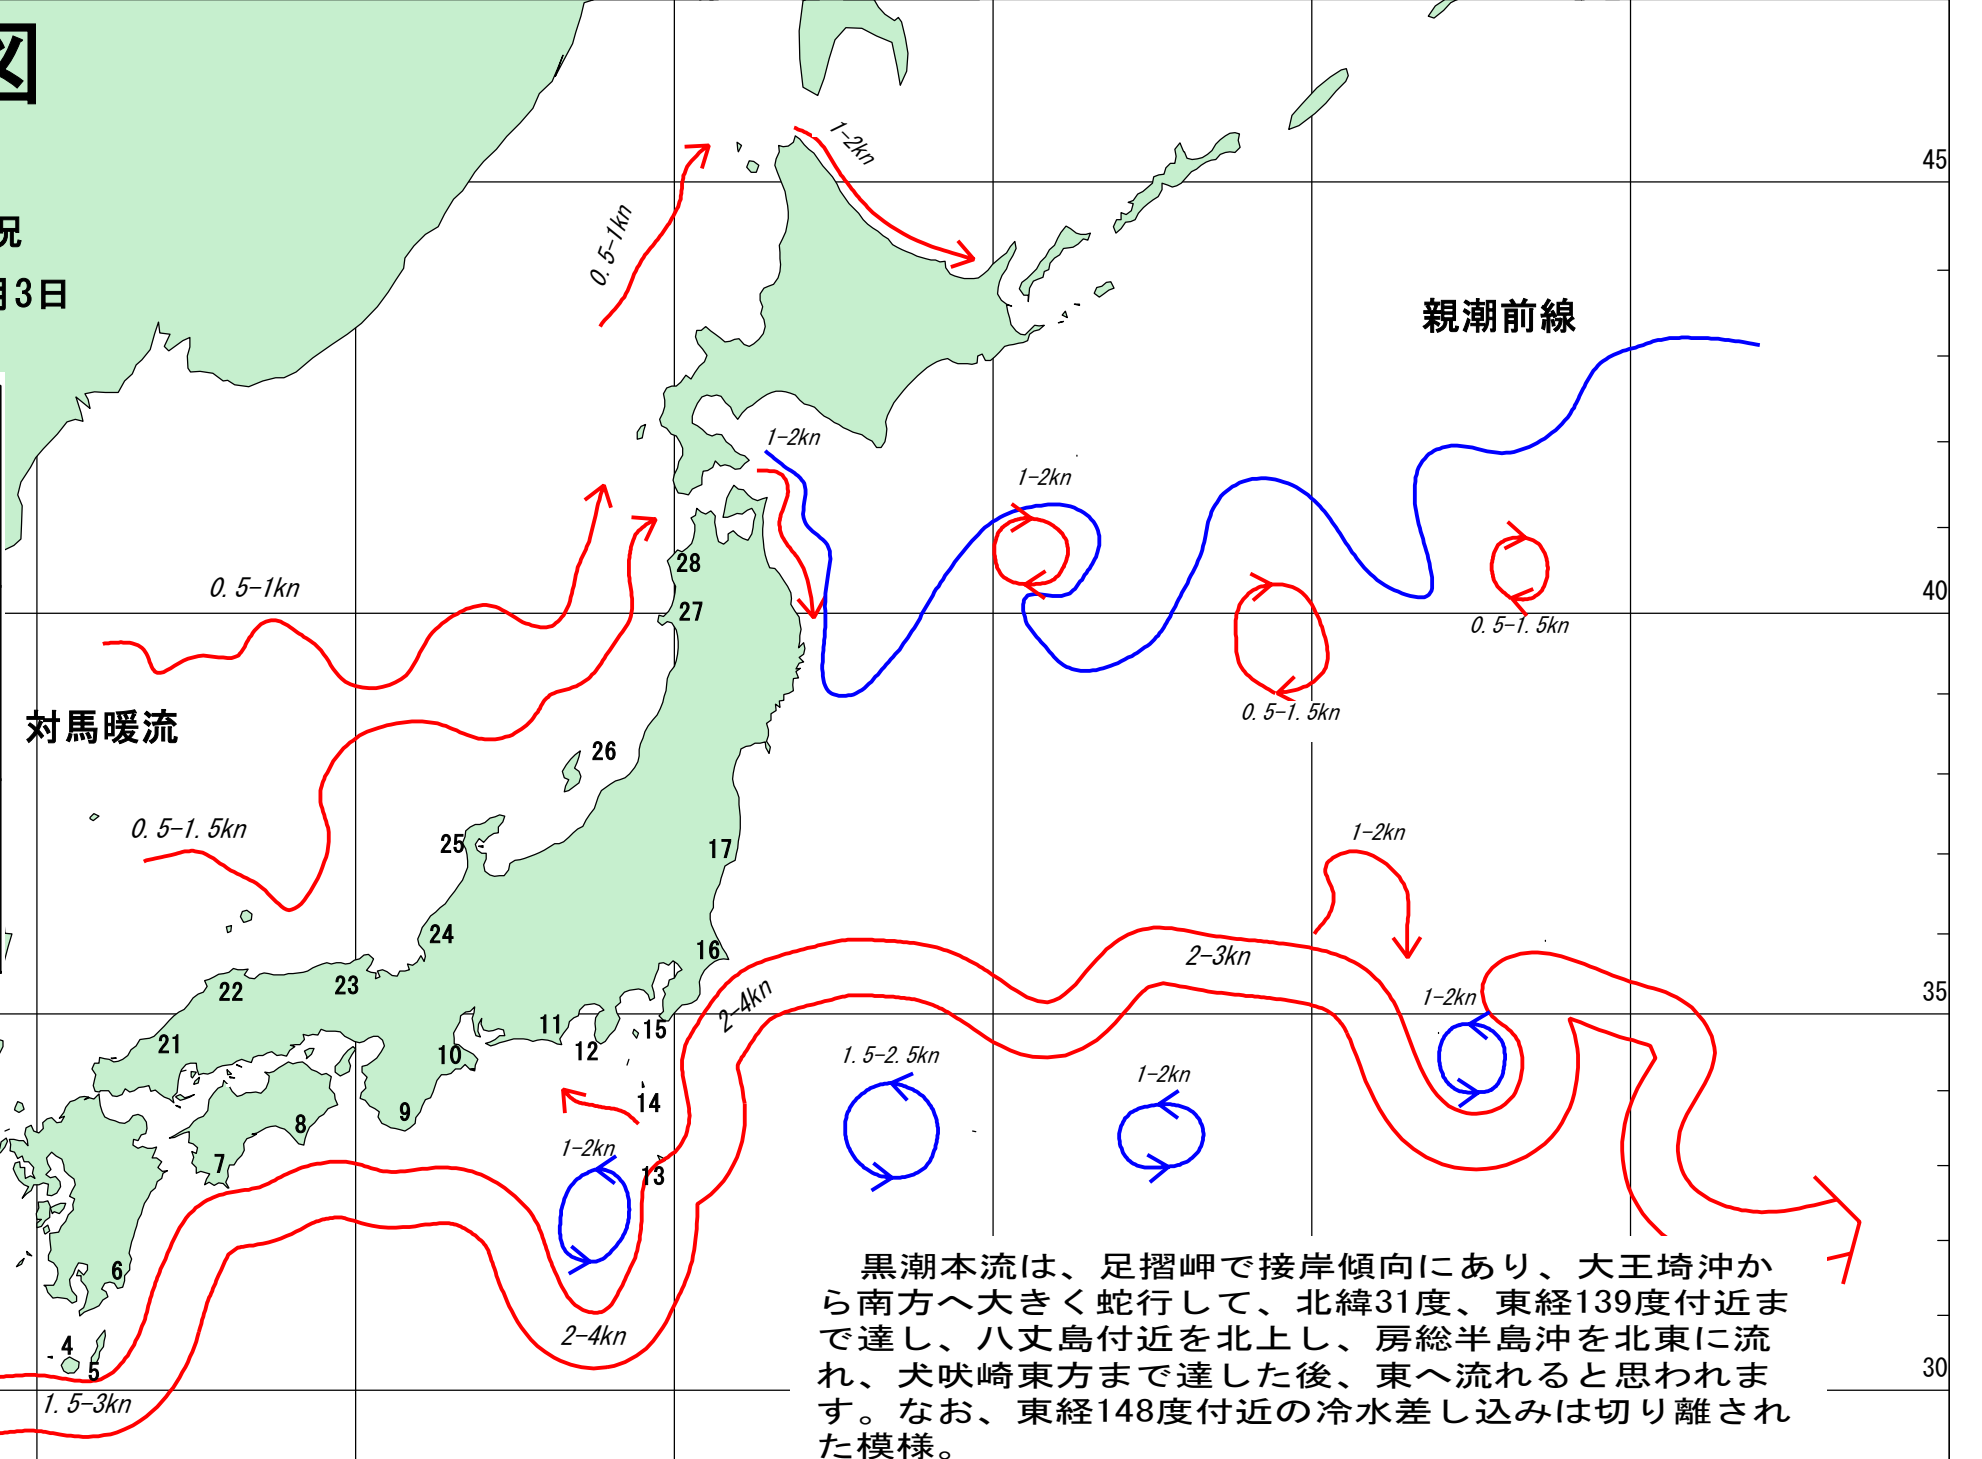 図
況
月3日
1-2kn
45
0.5-1kn
親潮前線
1-2kn
1-2kn
28
0.5-1kn
40
27
0.5-1.5kn
0.5-1.5kn
対馬暖流
26
0.5-1.5kn
1-2kn
25
17
24
16
2-3kn
23
22
2-4kn
1-2kn
35
11
15
21
12
10
1.5-2.5kn
1-2kn
14
9
8
1-2kn
7
13
6
黒潮本流は、足摺岬で接岸傾向にあり、大王埼沖か
ら南方へ大きく蛇行して、北緯31度、東経139度付近ま
で達し、八丈島付近を北上し、房総半島沖を北東に流
れ、犬吠崎東方まで達した後、東へ流れると思われま
す。なお、東経148度付近の冷水差し込みは切り離され
た模様。
2-4kn
4
5
30
1.5-3kn